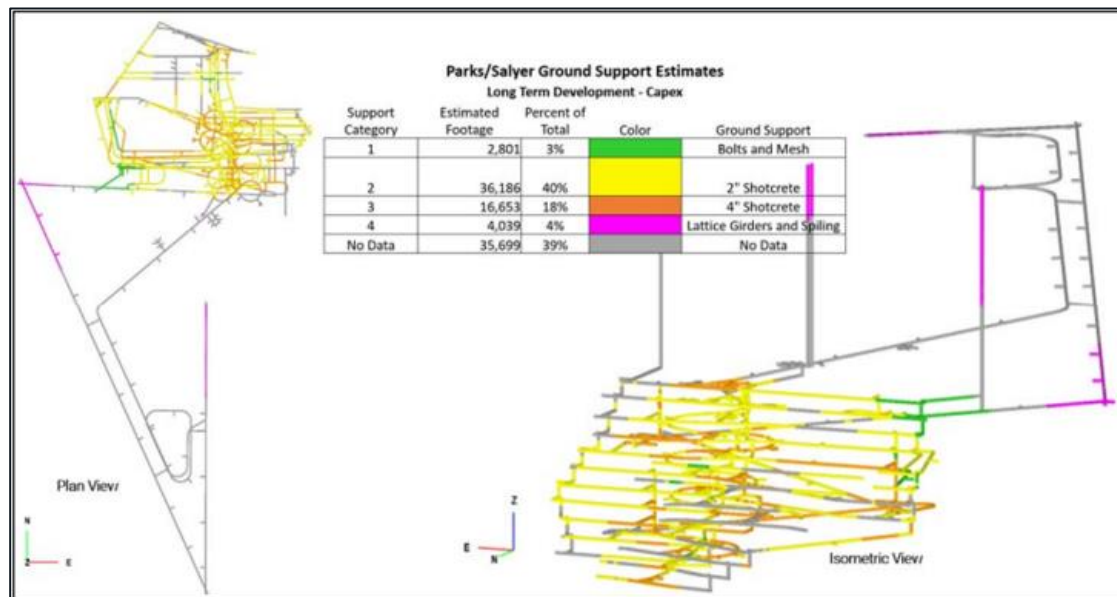 Parks/Salyer Ground Support Estimates
Long Term Development - Capex
Support Category Estimated Footage Percent of Total Color Ground Support
1 2,801 3% Bolts and Mesh
2 36,186 40% 2" Shotcrete
3 16,653 18% 4" Shotcrete
4 4,039 4% Lattice Girders and Spiling
No Data 35,699 39% No Data
Plan View
N
Z E
Z
E
N
Isometric View